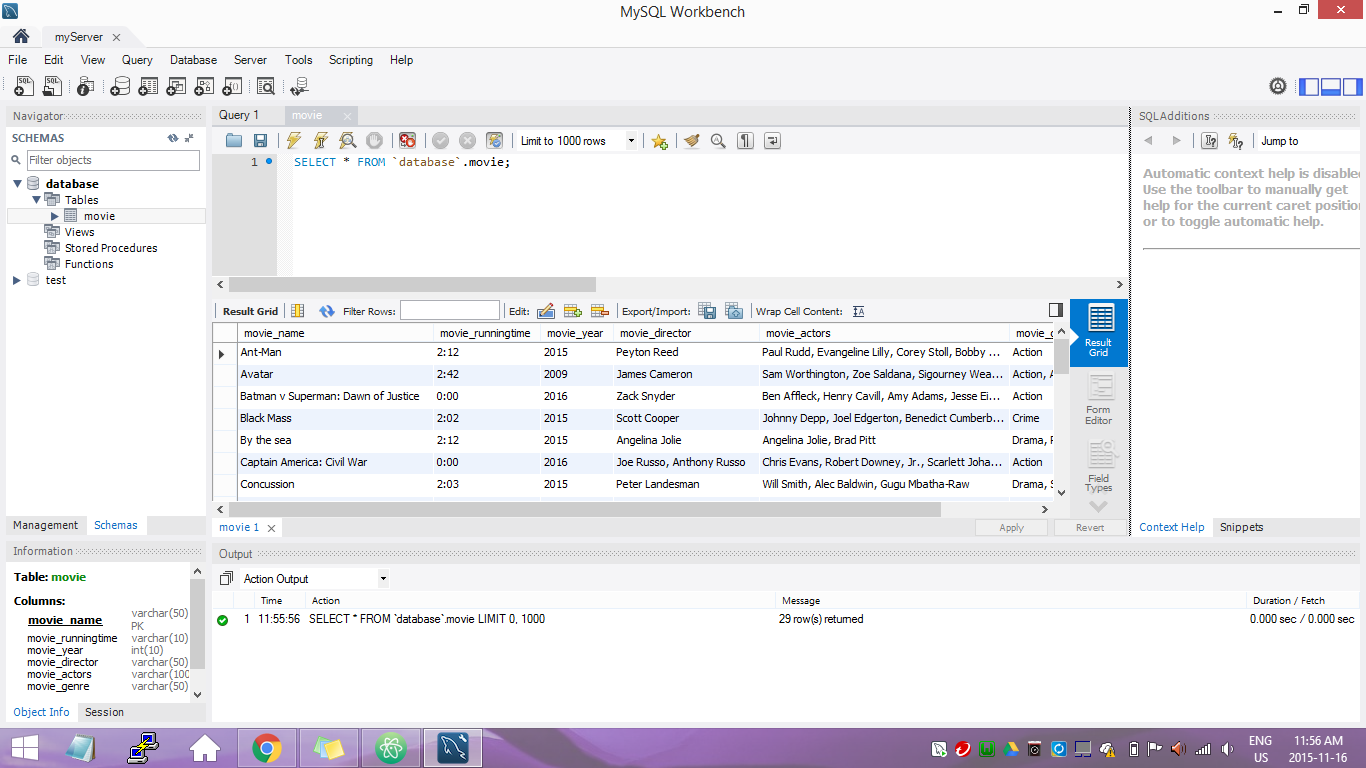 MySQL Workbench
myServer
File Edit View Query Database Server Tools Scripting Help
Navigator
SCHEMAS
Filter objects
database
Tables
movie
Views
Stored Procedures
Functions
test
Management Schemas
Information
Table: movie
Columns:
movie_name varchar(50) PK
movie_runningtime varchar(10)
movie_year int(10)
movie_director varchar(50)
movie_actors varchar(100
movie_genre varchar(50)
Object Info Session
Query 1 movie
Limit to 1000 rows
1 SELECT * FROM `database`.movie;
Result Grid Filter Rows: Edit: Export/Import: Wrap Cell Content:
movie_name movie_runningtime movie_year movie_director movie_actors movie_g
Ant-Man 2:12 2015 Peyton Reed Paul Rudd, Evangeline Lilly, Corey Stoll, Bobby ... Action
Avatar 2:42 2009 James Cameron Sam Worthington, Zoe Saldana, Sigourney Wea... Action, A
Batman v Superman: Dawn of Justice 0:00 2016 Zack Snyder Ben Affleck, Henry Cavill, Amy Adams, Jesse Ei... Action
Black Mass 2:02 2015 Scott Cooper Johnny Depp, Joel Edgerton, Benedict Cumberb... Crime
By the sea 2:12 2015 Angelina Jolie Angelina Jolie, Brad Pitt Drama, R
Captain America: Civil War 0:00 2016 Joe Russo, Anthony Russo Chris Evans, Robert Downey, Jr., Scarlett Joha... Action
Concussion 2:03 2015 Peter Landesman Will Smith, Alec Baldwin, Gugu Mbatha-Raw Drama, S
Result Grid
Form Editor
Field Types
movie 1 Apply Revert
SQLAdditions
Jump to
Automatic context help is disabled
Use the toolbar to manually get
help for the current caret position
or to toggle automatic help.
Context Help Snippets
Output
Action Output
Time Action Message Duration / Fetch
1 11:55:56 SELECT * FROM `database`.movie LIMIT 0, 1000 29 row(s) returned 0.000 sec / 0.000 sec
ENG US
11:56 AM
2015-11-16